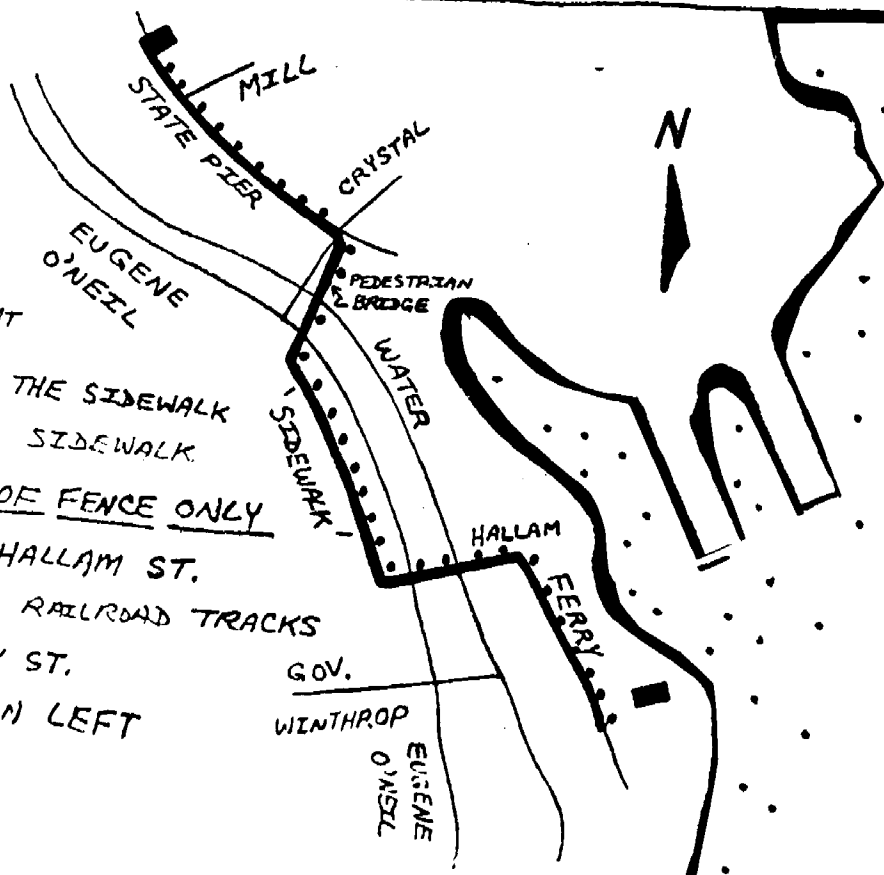 MILL
STATE PIER
CRYSTAL
N
EUGENE
O'NEIL
PEDESTRIAN
BRIDGE
WATER
THE SIDEWALK
SIDEWALK
'SIDEWALK'
OF FENCE ONLY
HALLAM
HALLAM ST.
RAILROAD TRACKS
FERRY
ST.
GOV.
WINTHROP
N LEFT
EUGENE
O'NEIL